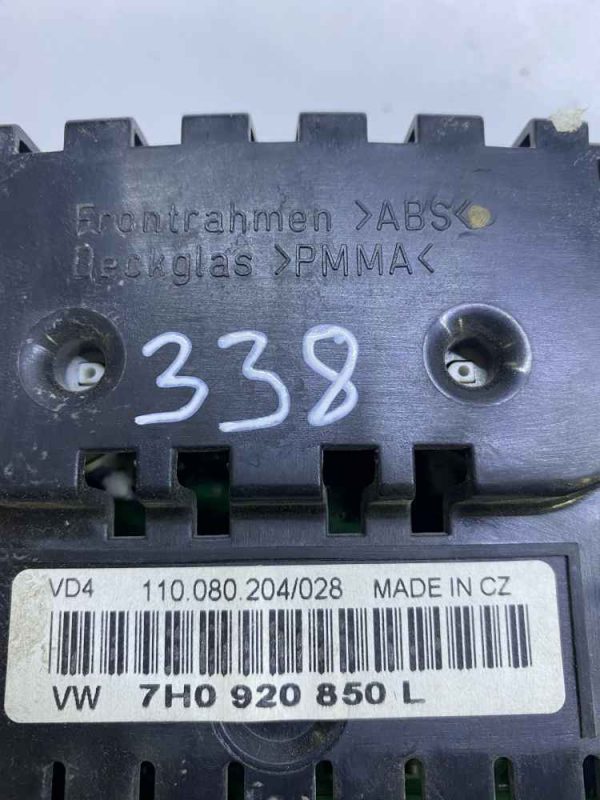 Frontrahmen >ABS<
Deckglas >PMMA<
338
VD4 110.080.204/028 MADE IN CZ
VW 7H0 920 850 L